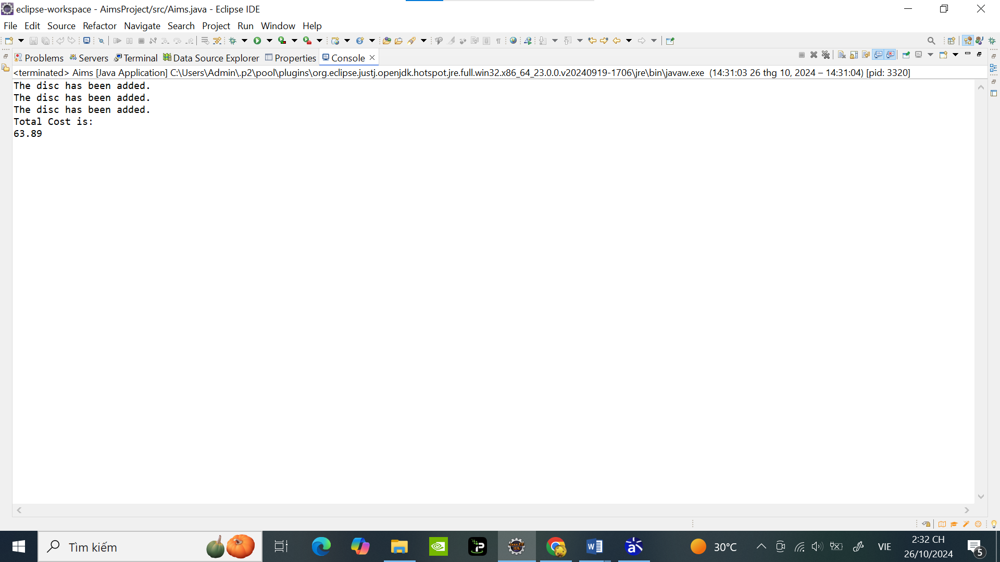 eclipse-workspace - AimsProject/src/Aims.java - Eclipse IDE
File Edit Source Refactor Navigate Search Project Run Window Help
Problems Servers Terminal Data Source Explorer Properties Console
<terminated> Aims [Java Application] C:\Users\Admin\.p2\pool\plugins\org.eclipse.justj.openjdk.hotspot.jre.full.win32.x86_64_23.0.0.v20240919-1706\jre\bin\javaw.exe (14:31:03 26 thg 10, 2024 – 14:31:04) [pid: 3320]
The disc has been added.
The disc has been added.
The disc has been added.
Total Cost is:
63.89
Tìm kiếm
30°C
VIE
2:32 CH
26/10/2024
5